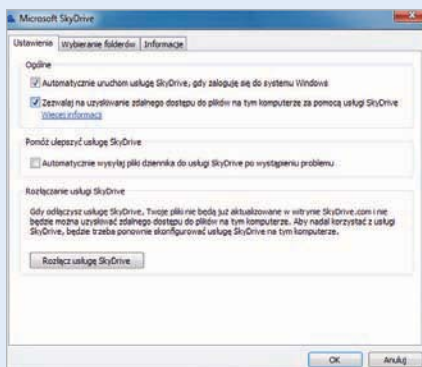 Microsoft SkyDrive
Ustawienia Wybieranie folderów Informacje
Ogólne
Automatycznie uruchom usługę SkyDrive, gdy zaloguję się do systemu Windows
Zezwalaj na uzyskiwanie zdalnego dostępu do plików na tym komputerze za pomocą usługi SkyDrive
Więcej informacji
Pomóż ulepszyć usługę SkyDrive
Automatycznie wysyłaj pliki dziennika do usługi SkyDrive po wystąpieniu problemu
Rozłączanie usługi SkyDrive
Gdy odłączysz usługę SkyDrive, Twoje pliki nie będą już aktualizowane w witrynie SkyDrive.com i nie
będzie można uzyskiwać zdalnego dostępu do plików na tym komputerze. Aby nadal korzystać z usługi
SkyDrive, będzie trzeba ponownie skonfigurować usługę SkyDrive na tym komputerze.
Rozłącz usługę SkyDrive
OK Anuluj